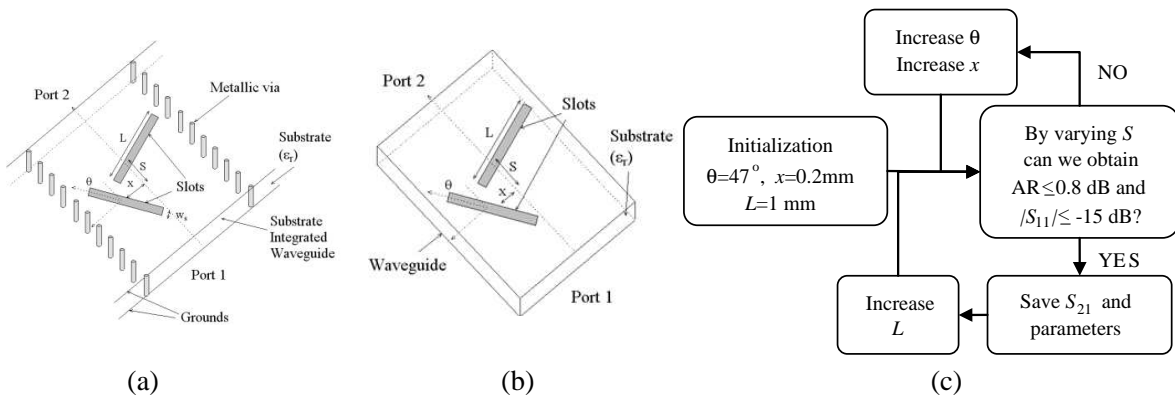 Port 2
Metallic via
L
S
Substrate
(εr)
θ
x
Slots
ws
Substrate
Integrated
Waveguide
Port 1
Grounds
(a)
Port 2
Slots
L
S
Substrate
(εr)
θ
x
Waveguide
Port 1
(b)
Increase θ
Increase x
NO
Initialization
θ=47°, x=0.2mm
L=1 mm
By varying S
can we obtain
AR≤0.8 dB and
|S11|≤ -15 dB?
YES
Increase
L
Save S21 and
parameters
(c)